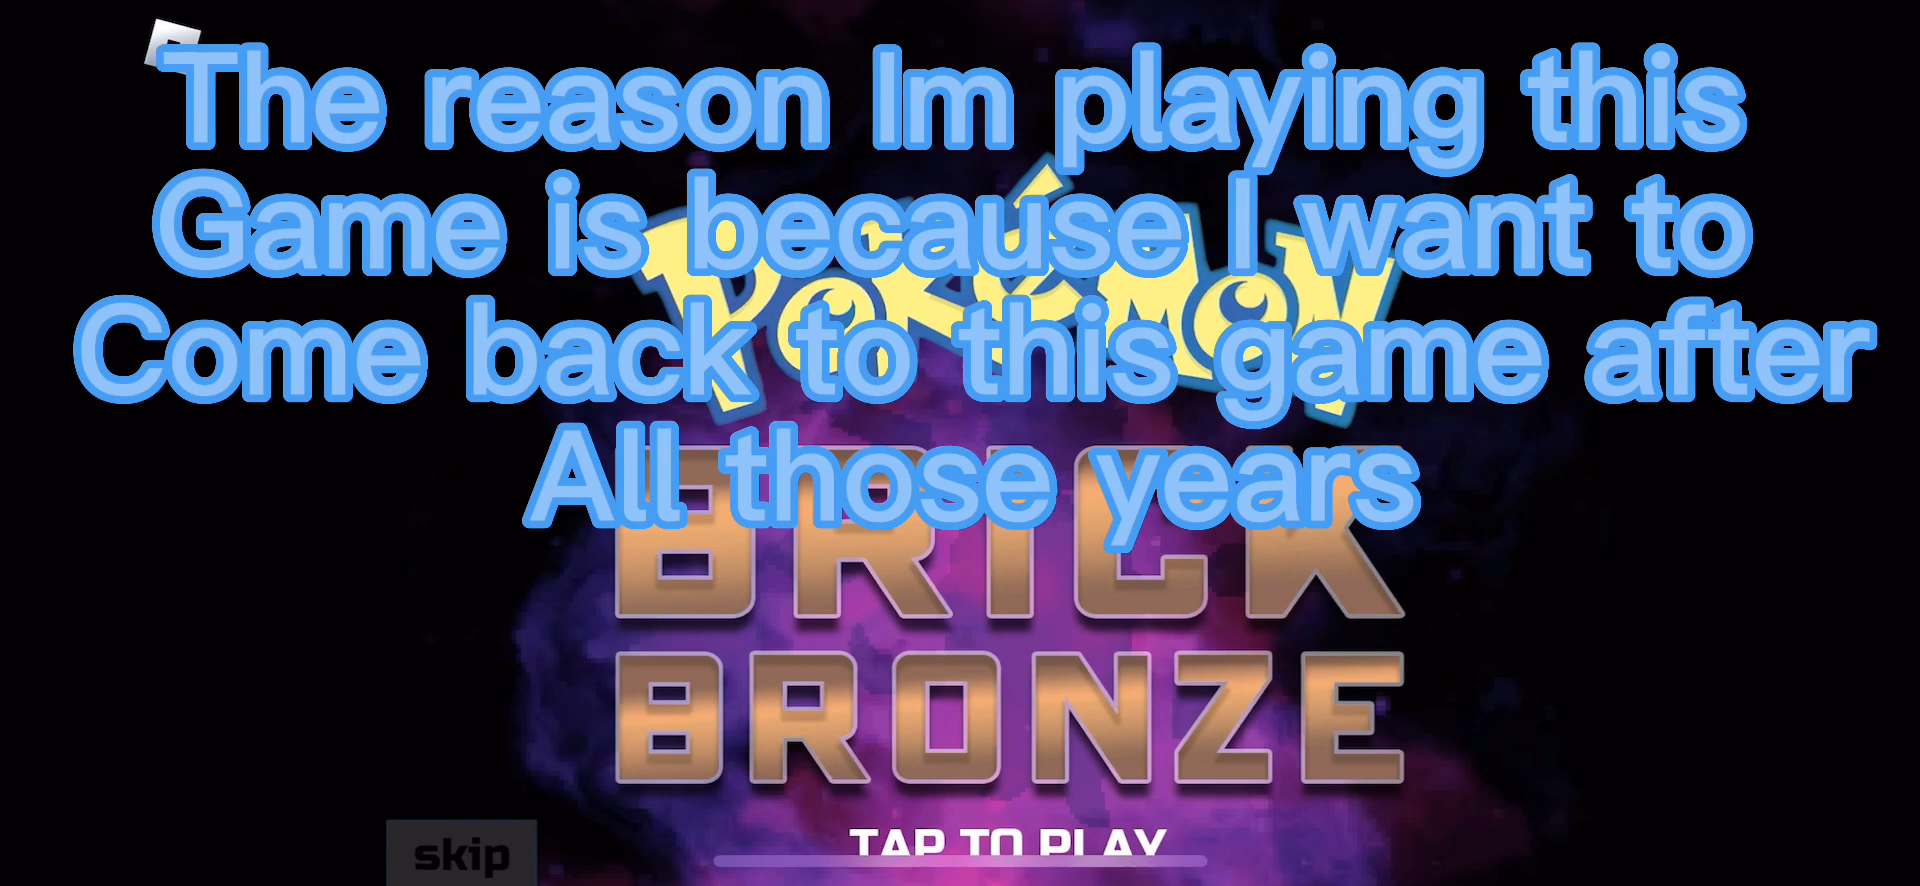 The reason Im playing this
Game is because I want to
Come back to this game after
All those years
POKÉMON
BRICK
BRONZE
TAP TO PLAY
skip